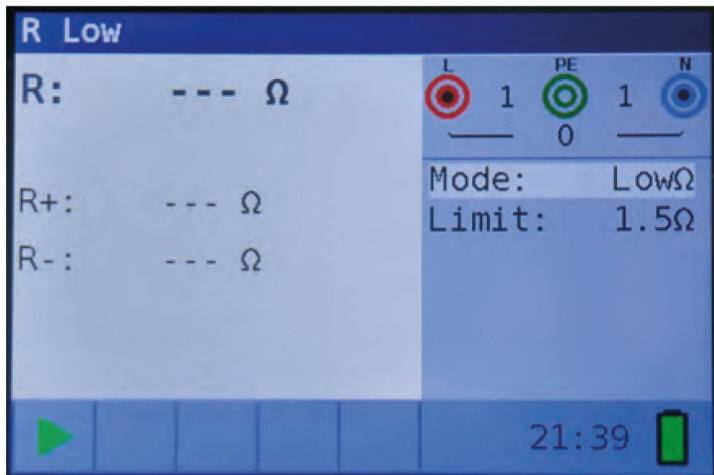 R Low
R: --- Ω
R+: --- Ω
R-: --- Ω
L PE N
1 1
0
Mode: LowΩ
Limit: 1.5Ω
21:39